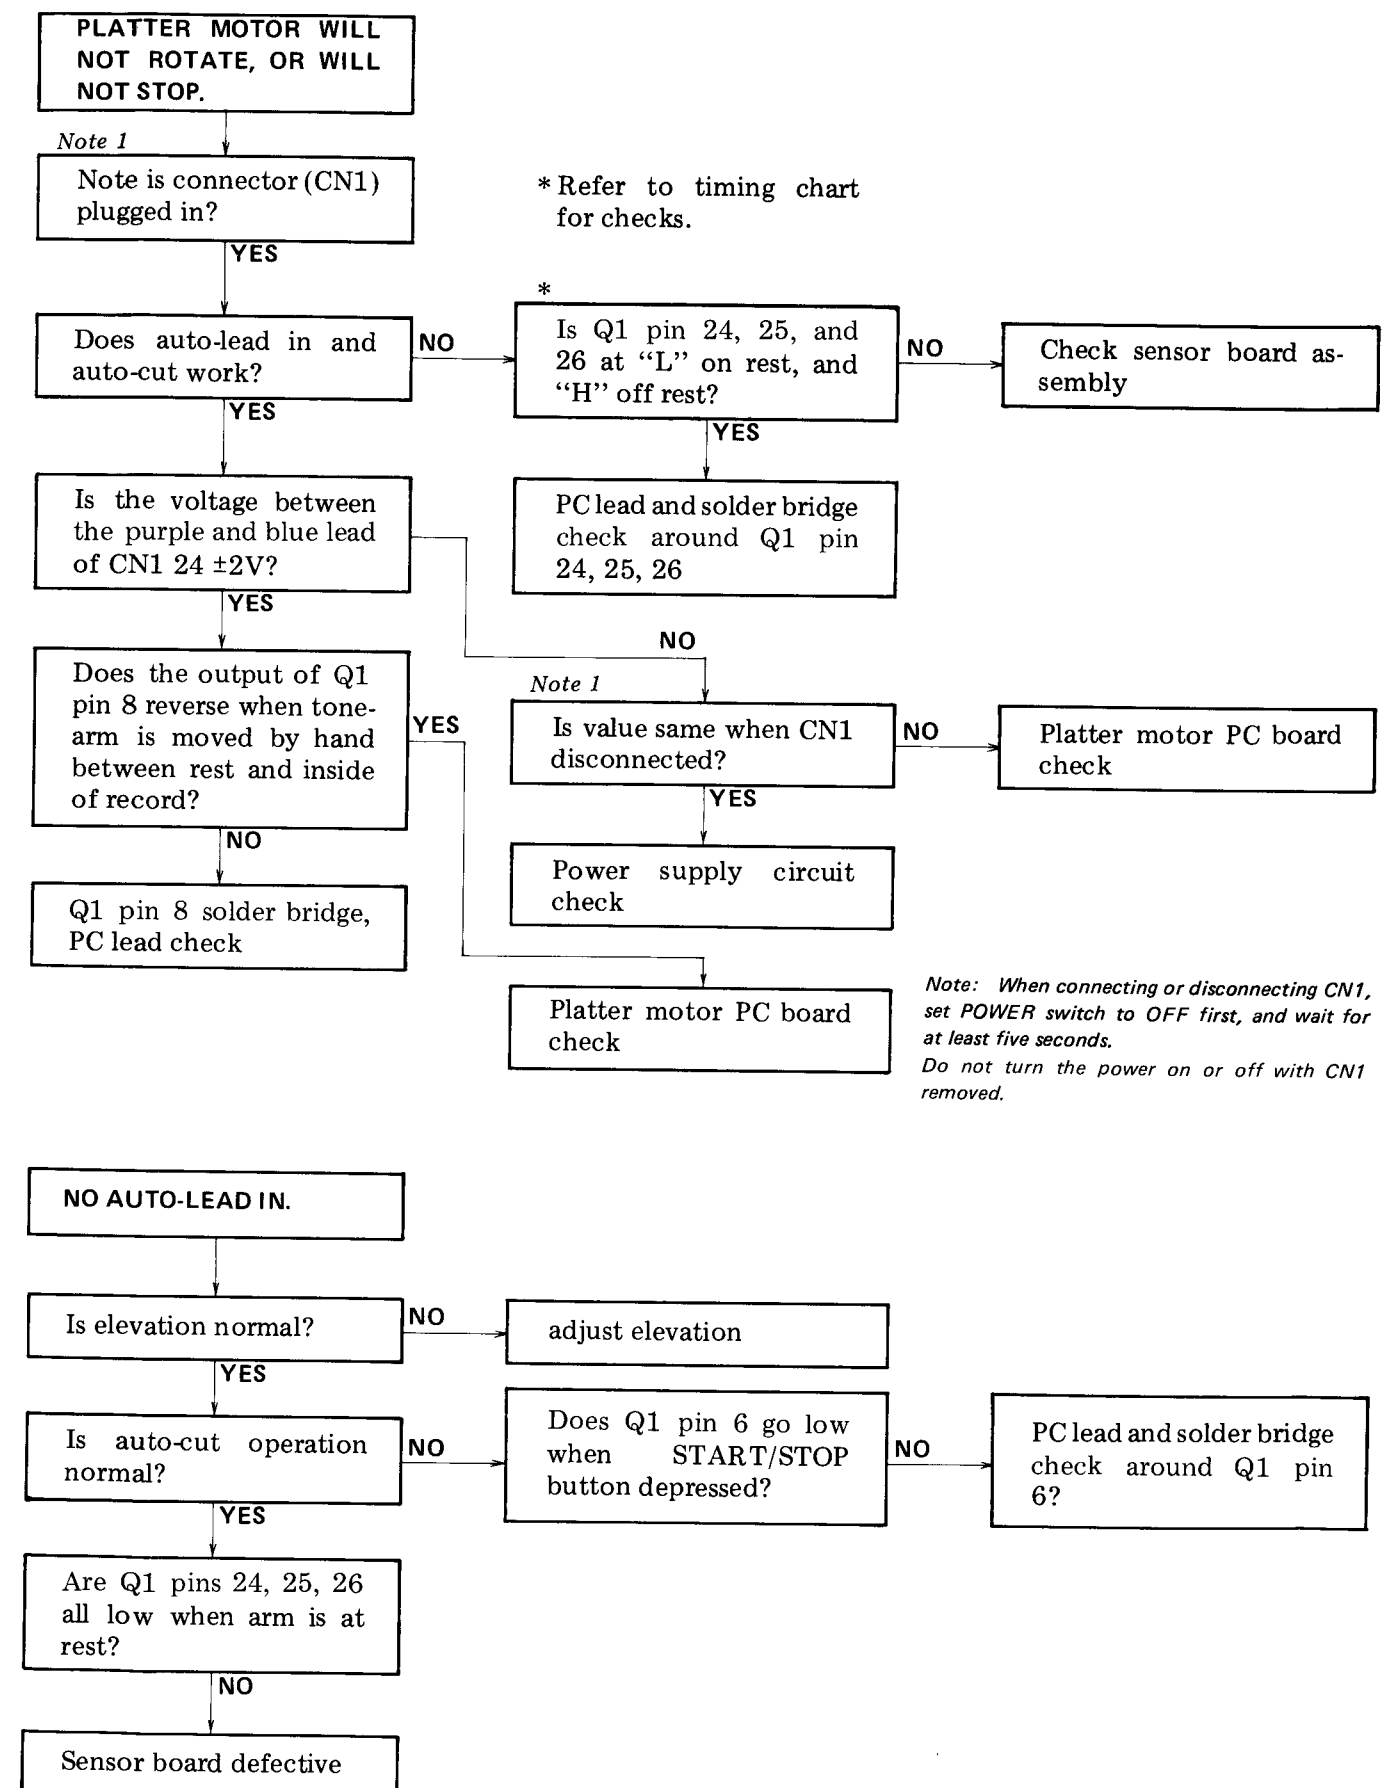 PLATTER MOTOR WILL
NOT ROTATE, OR WILL
NOT STOP.
Note 1
Note is connector (CN1)
plugged in?
* Refer to timing chart
for checks.
YES
*
Does auto-lead in and
auto-cut work?
NO
Is Q1 pin 24, 25, and
26 at “L” on rest, and
“H” off rest?
NO
Check sensor board as-
sembly
YES
YES
Is the voltage between
the purple and blue lead
of CN1 24 ±2V?
PC lead and solder bridge
check around Q1 pin
24, 25, 26
YES
NO
Does the output of Q1
pin 8 reverse when tone-
arm is moved by hand
between rest and inside
of record?
YES
Note 1
Is value same when CN1
disconnected?
NO
Platter motor PC board
check
YES
NO
Power supply circuit
check
Q1 pin 8 solder bridge,
PC lead check
Platter motor PC board
check
Note: When connecting or disconnecting CN1,
set POWER switch to OFF first, and wait for
at least five seconds.
Do not turn the power on or off with CN1
removed.
NO AUTO-LEAD IN.
Is elevation normal?
NO
adjust elevation
YES
Is auto-cut operation
normal?
NO
Does Q1 pin 6 go low
when START/STOP
button depressed?
NO
PC lead and solder bridge
check around Q1 pin
6?
YES
Are Q1 pins 24, 25, 26
all low when arm is at
rest?
NO
Sensor board defective